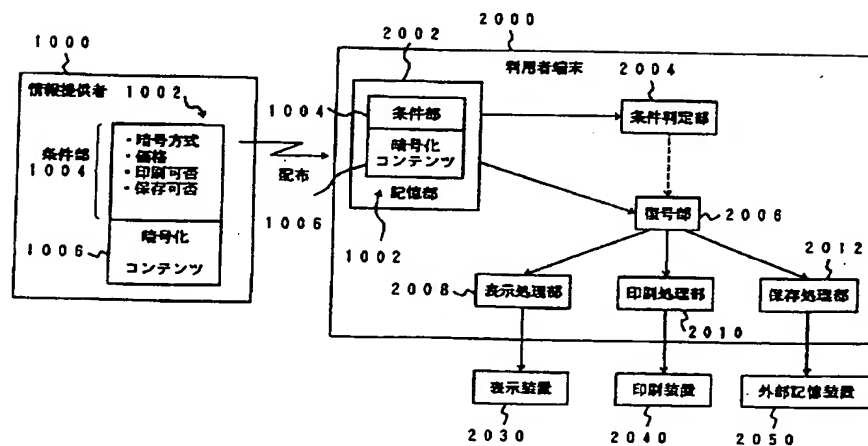 1000
情報提供者
1002
条件部
1004
・暗号方式
・価格
・印刷可否
・保存可否
1006
暗号化
コンテンツ
配布
2000
利用者端末
2002
1004
条件部
暗号化
コンテンツ
1006
記憶部
1002
2004
条件判定部
復号部
2006
2008
表示処理部
印刷処理部
2010
2012
保存処理部
表示装置
2030
印刷装置
2040
外部記憶装置
2050